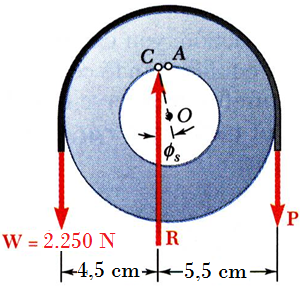 C A
O
ϕs
P
W = 2.250 N R
4,5 cm 5,5 cm